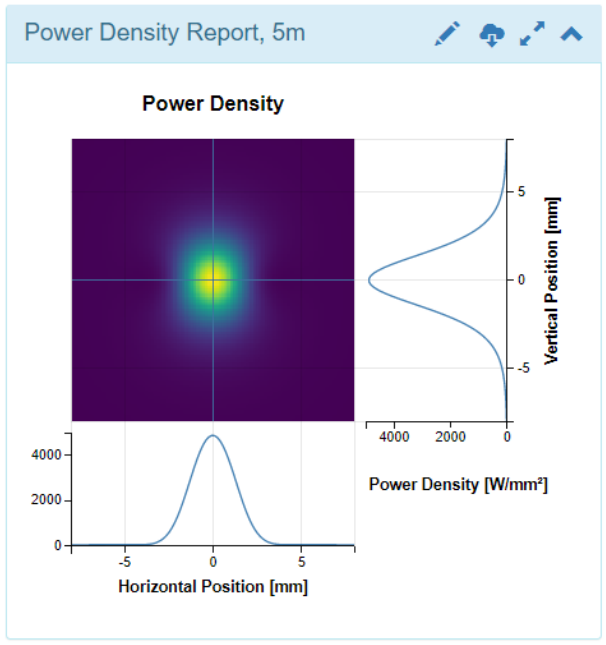 Power Density Report, 5m
Power Density
5
0
-5
Vertical Position [mm]
4000 2000 0
Power Density [W/mm²]
4000
2000
0
-5 0 5
Horizontal Position [mm]